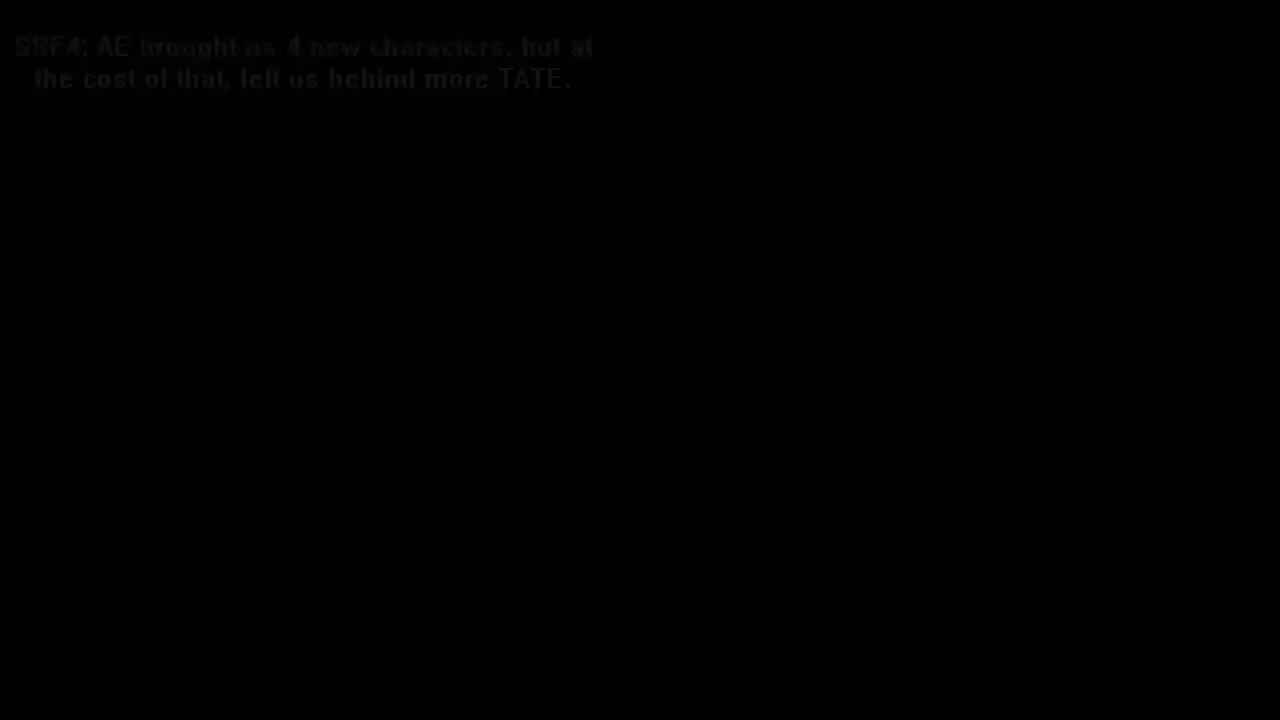 SSF4: AE brought us 4 new characters, but at
the cost of that, left us behind more TATE.